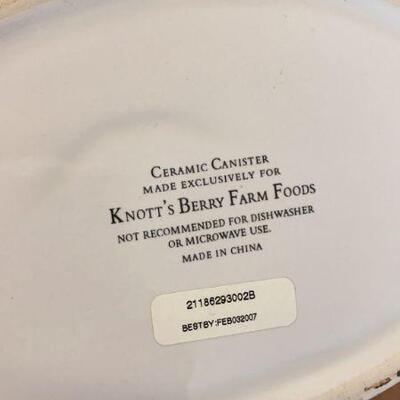 CERAMIC CANISTER
MADE EXCLUSIVELY FOR
KNOTT'S BERRY FARM FOODS
NOT RECOMMENDED FOR DISHWASHER
OR MICROWAVE USE.
MADE IN CHINA
21186293002B
BESTBY:FEB032007